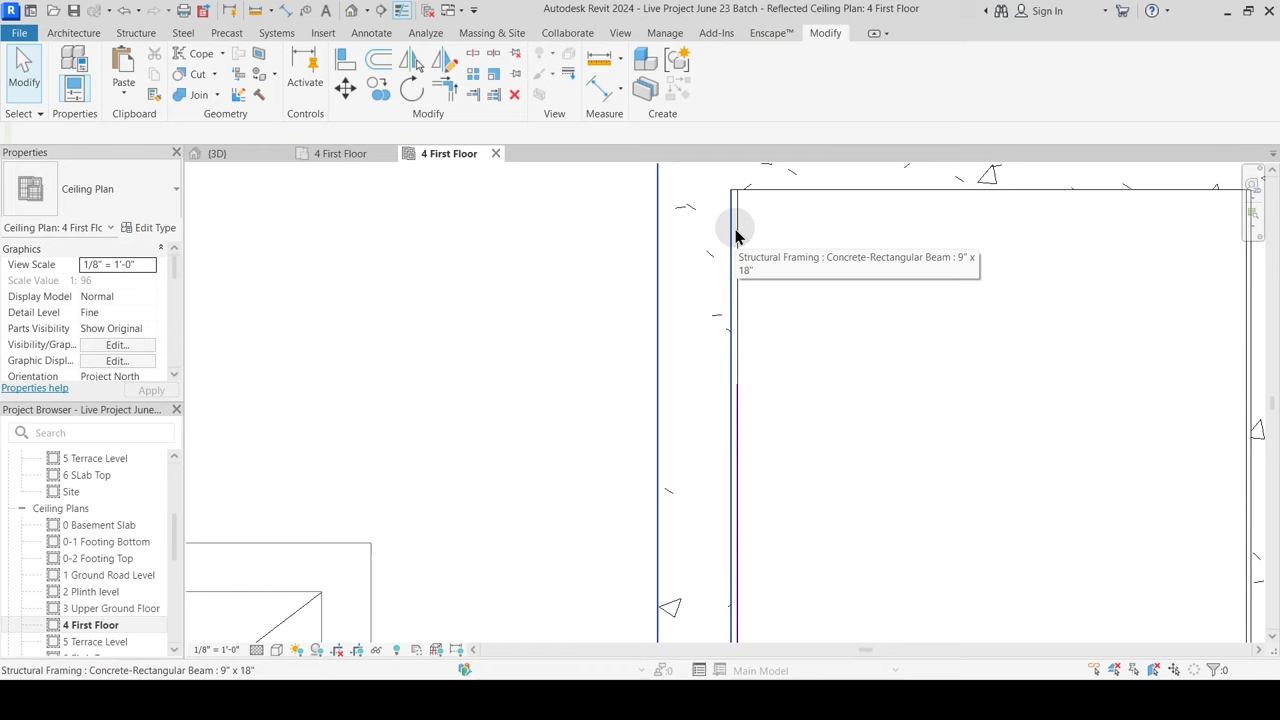 Autodesk Revit 2024 - Live Project June 23 Batch - Reflected Ceiling Plan: 4 First Floor
Sign In
File
Architecture
Structure
Steel
Precast
Systems
Insert
Annotate
Analyze
Massing & Site
Collaborate
View
Manage
Add-Ins
Enscape™
Modify
Modify
Paste
Cope
Cut
Join
Activate
Select
Properties
Clipboard
Geometry
Controls
Modify
View
Measure
Create
Properties
{3D}
4 First Floor
4 First Floor
Ceiling Plan
Ceiling Plan: 4 First Flc
Edit Type
Graphics
View Scale
1/8" = 1'-0"
Scale Value 1:
96
Display Model
Normal
Detail Level
Fine
Parts Visibility
Show Original
Visibility/Grap...
Edit...
Graphic Displ...
Edit...
Orientation
Project North
Properties help
Apply
Structural Framing : Concrete-Rectangular Beam : 9" x
18"
Project Browser - Live Project June...
Search
5 Terrace Level
6 SLab Top
Site
Ceiling Plans
0 Basement Slab
0-1 Footing Bottom
0-2 Footing Top
1 Ground Road Level
2 Plinth level
3 Upper Ground Floor
4 First Floor
5 Terrace Level
1/8" = 1'-0"
Structural Framing : Concrete-Rectangular Beam : 9" x 18"
:0
Main Model
:0